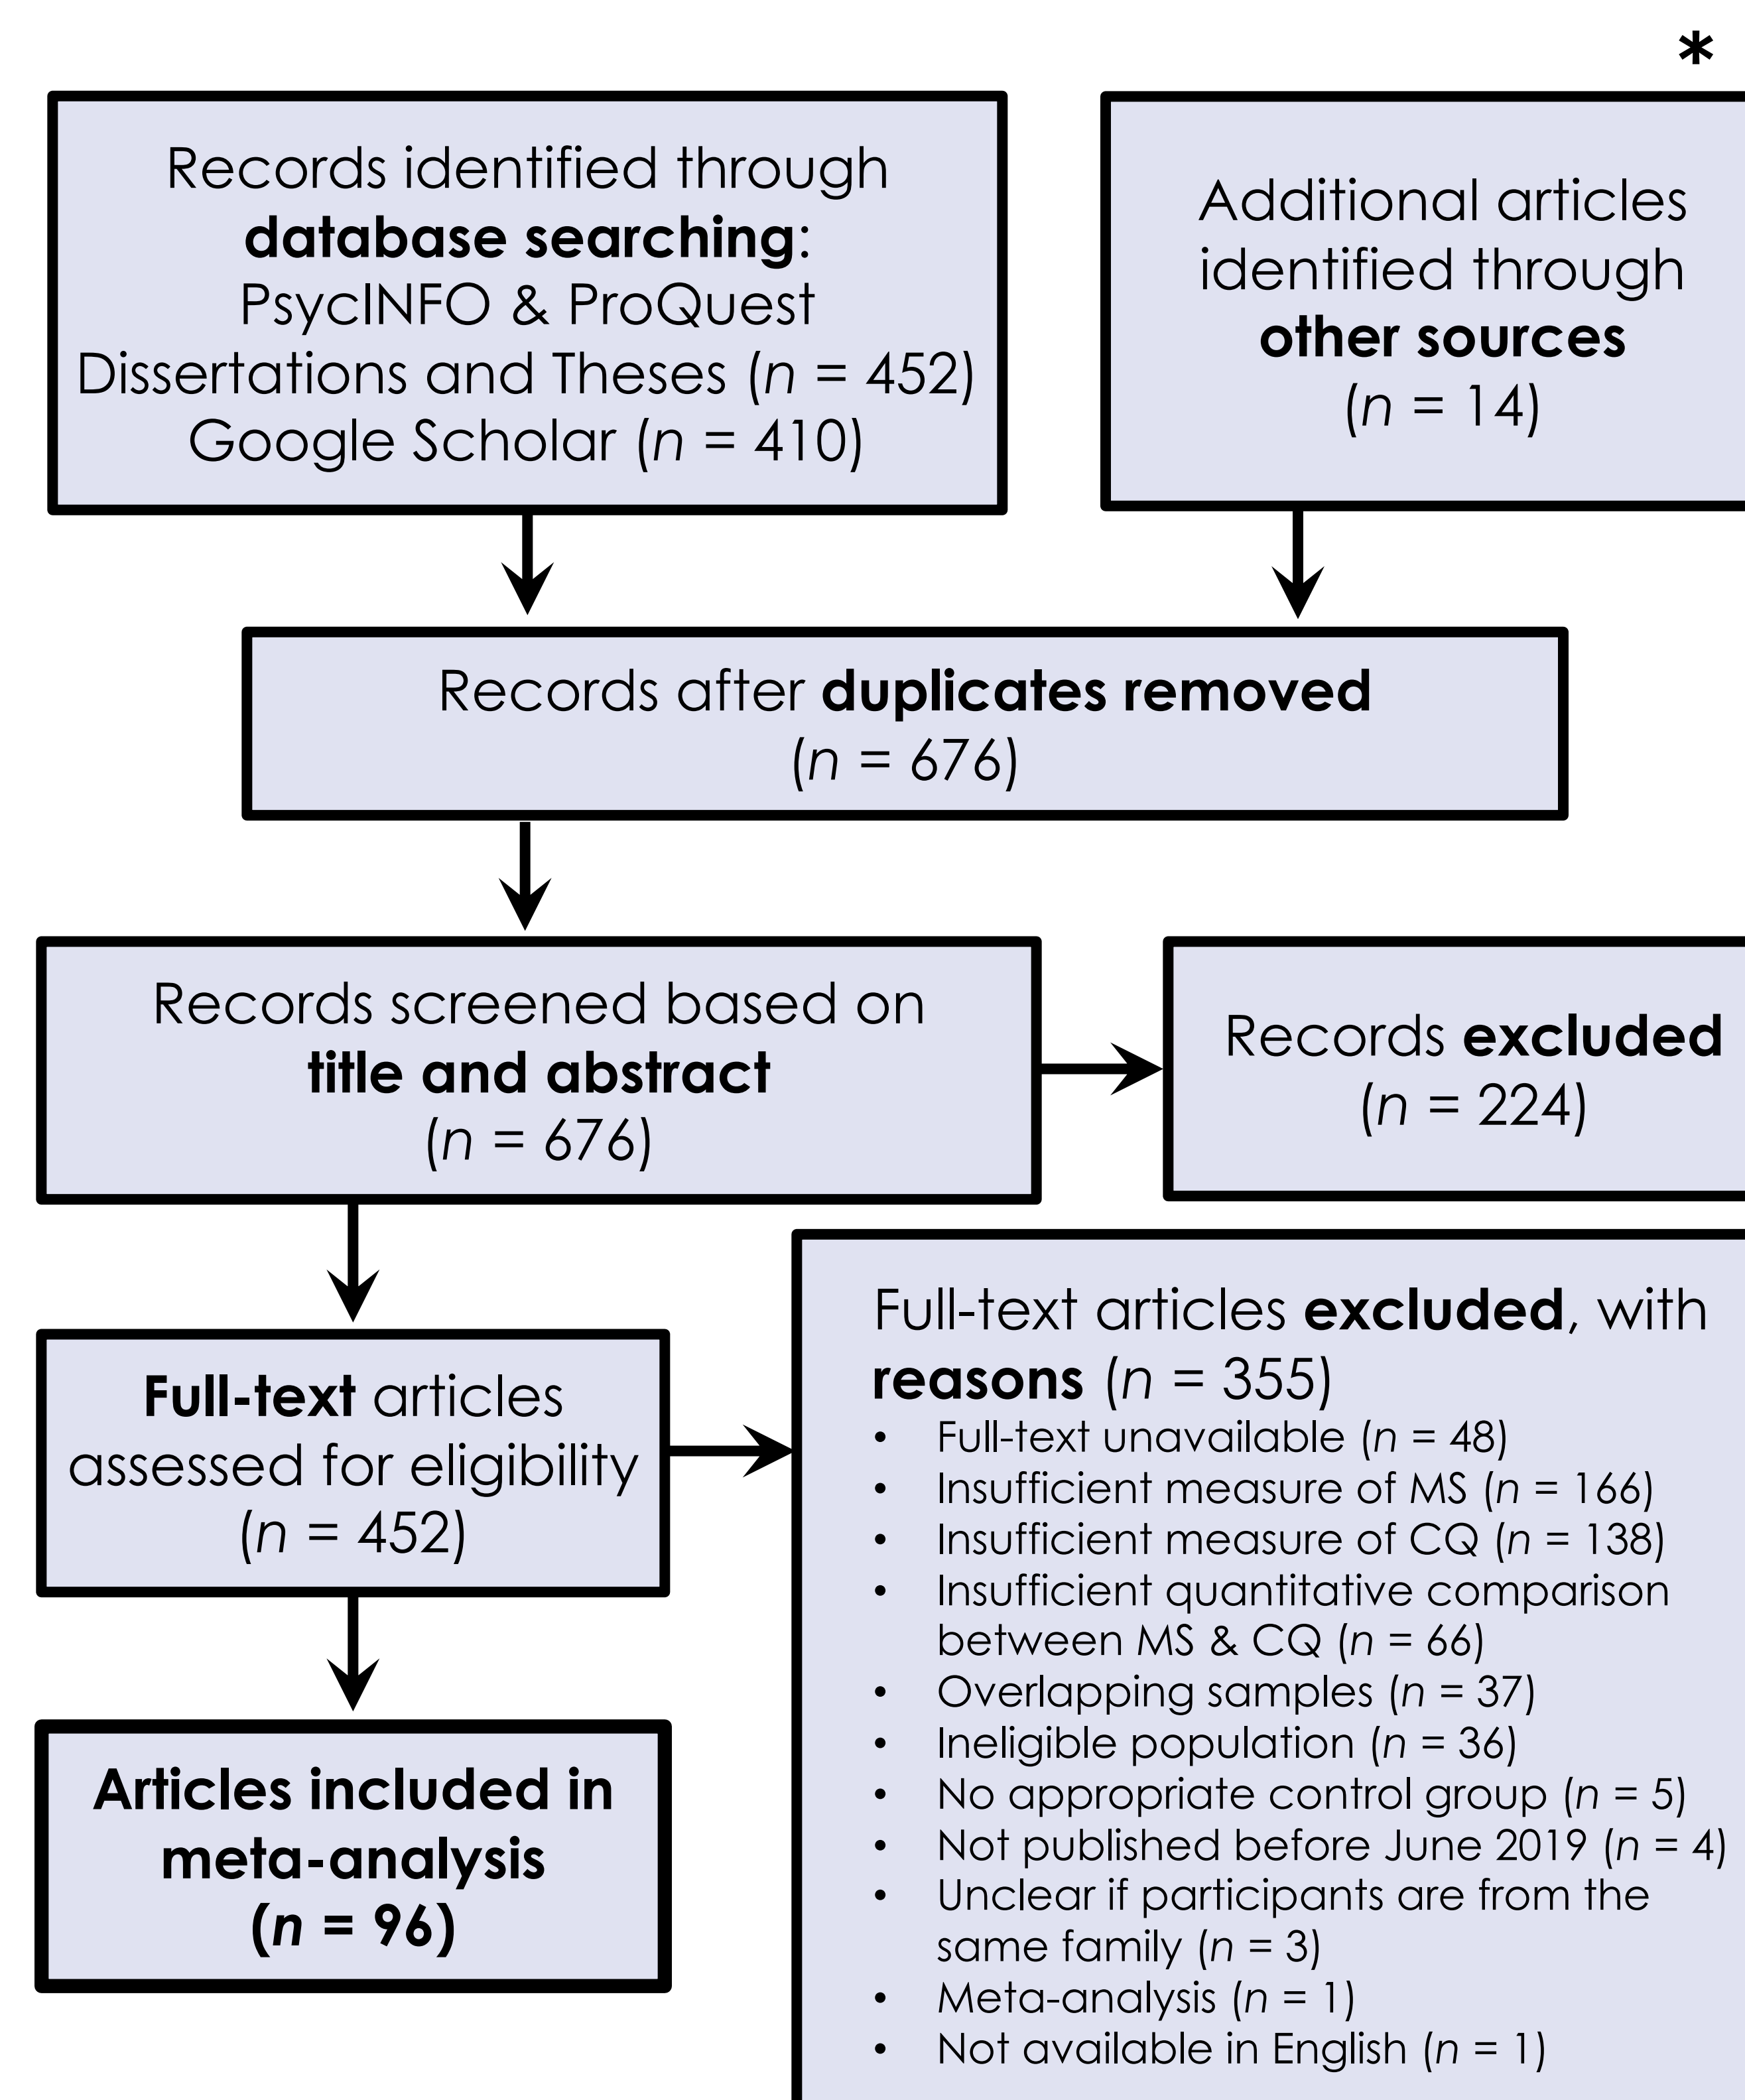 *
Records identified through
database searching:
PsycINFO & ProQuest
Dissertations and Theses (n = 452)
Google Scholar (n = 410)
Additional articles
identified through
other sources
(n = 14)
Records after duplicates removed
(n = 676)
Records screened based on
title and abstract
(n = 676)
Records excluded
(n = 224)
Full-text articles
assessed for eligibility
(n = 452)
Full-text articles excluded, with
reasons (n = 355)
• Full-text unavailable (n = 48)
• Insufficient measure of MS (n = 166)
• Insufficient measure of CQ (n = 138)
• Insufficient quantitative comparison
between MS & CQ (n = 66)
• Overlapping samples (n = 37)
• Ineligible population (n = 36)
• No appropriate control group (n = 5)
• Not published before June 2019 (n = 4)
• Unclear if participants are from the
same family (n = 3)
• Meta-analysis (n = 1)
• Not available in English (n = 1)
Articles included in
meta-analysis
(n = 96)